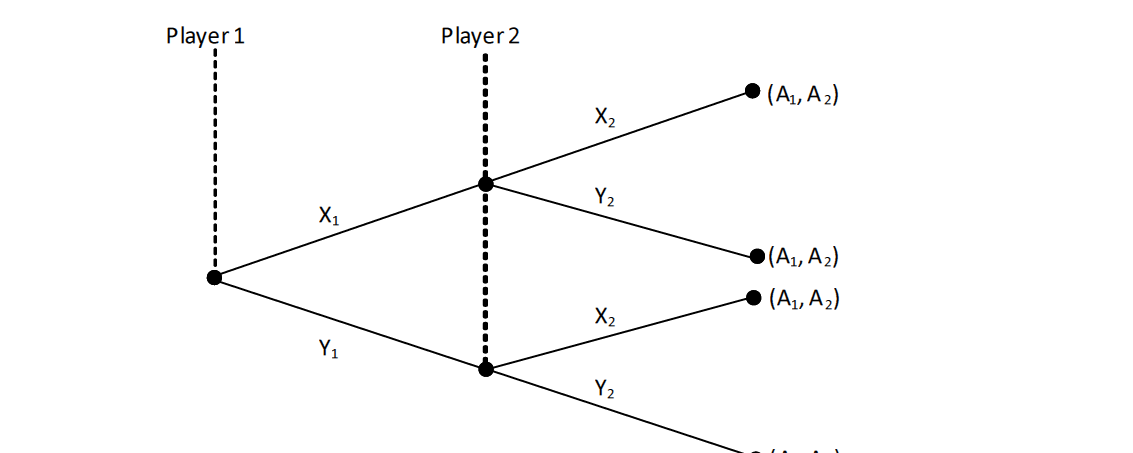 Player 1
Player 2
X₁
Y₁
X₂
Y₂
X₂
Y₂
(A₁, A₂)
(A₁, A₂)
(A₁, A₂)